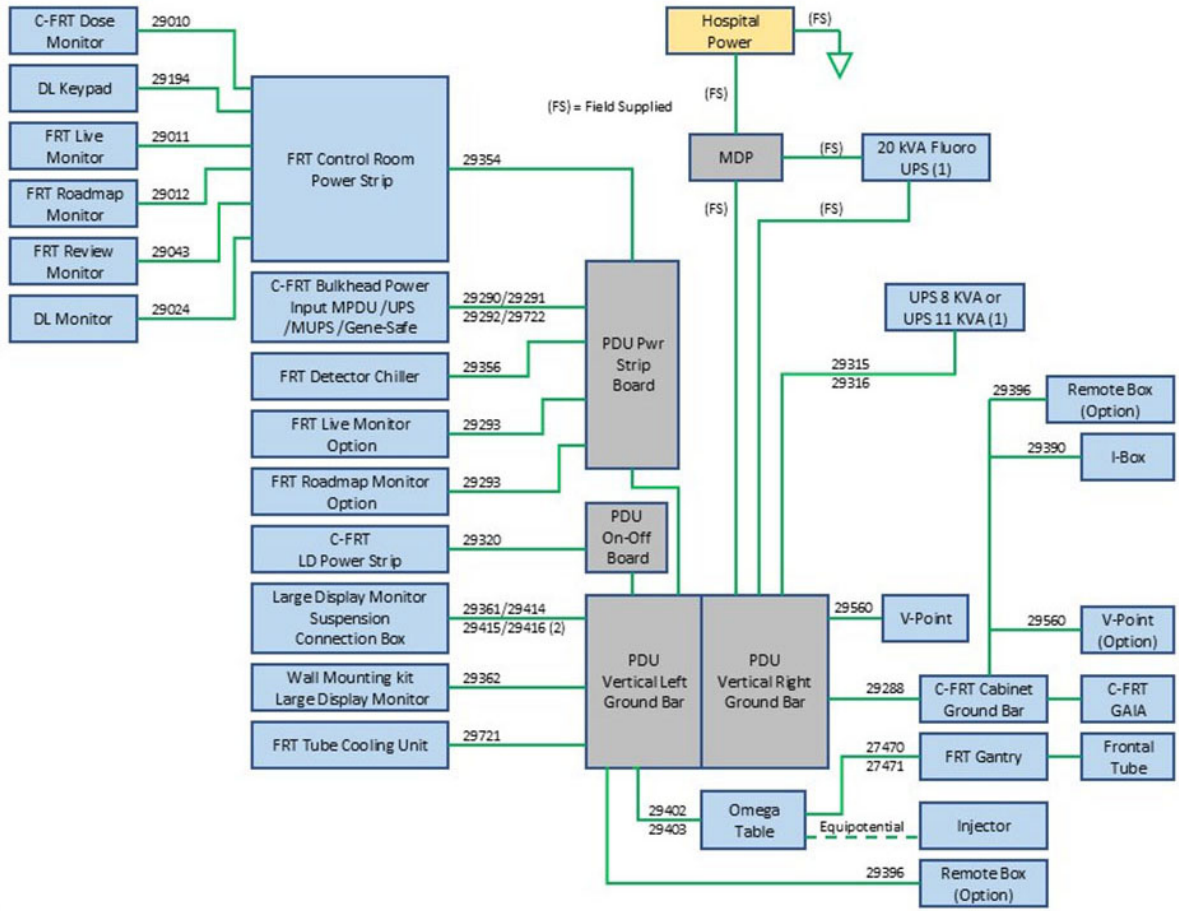 C-FRT Dose
Monitor
29010
DL Keypad
29194
FRT Live
Monitor
29011
FRT Roadmap
Monitor
29012
FRT Review
Monitor
29043
DL Monitor
29024
FRT Control Room
Power Strip
29354
C-FRT Bulkhead Power
Input MPDU /UPS
/MUPS /Gene-Safe
29290/29291
29292/29722
FRT Detector Chiller
29356
FRT Live Monitor
Option
29293
FRT Roadmap Monitor
Option
29293
C-FRT
LD Power Strip
29320
Large Display Monitor
Suspension
Connection Box
29361/29414
29415/29416 (2)
Wall Mounting kit
Large Display Monitor
29362
FRT Tube Cooling Unit
29721
(FS) = Field Supplied
Hospital
Power
(FS)
(FS)
MDP
(FS)
20 kVA Fluoro
UPS (1)
(FS)
(FS)
PDU Pwr
Strip
Board
PDU
On-Off
Board
PDU
Vertical Left
Ground Bar
PDU
Vertical Right
Ground Bar
UPS 8 KVA or
UPS 11 KVA (1)
29315
29316
29396
Remote Box
(Option)
29390
I-Box
29560
V-Point
29560
V-Point
(Option)
29288
C-FRT Cabinet
Ground Bar
C-FRT
GAIA
27470
27471
FRT Gantry
Frontal
Tube
29402
29403
Omega
Table
Equipotential
Injector
29396
Remote Box
(Option)